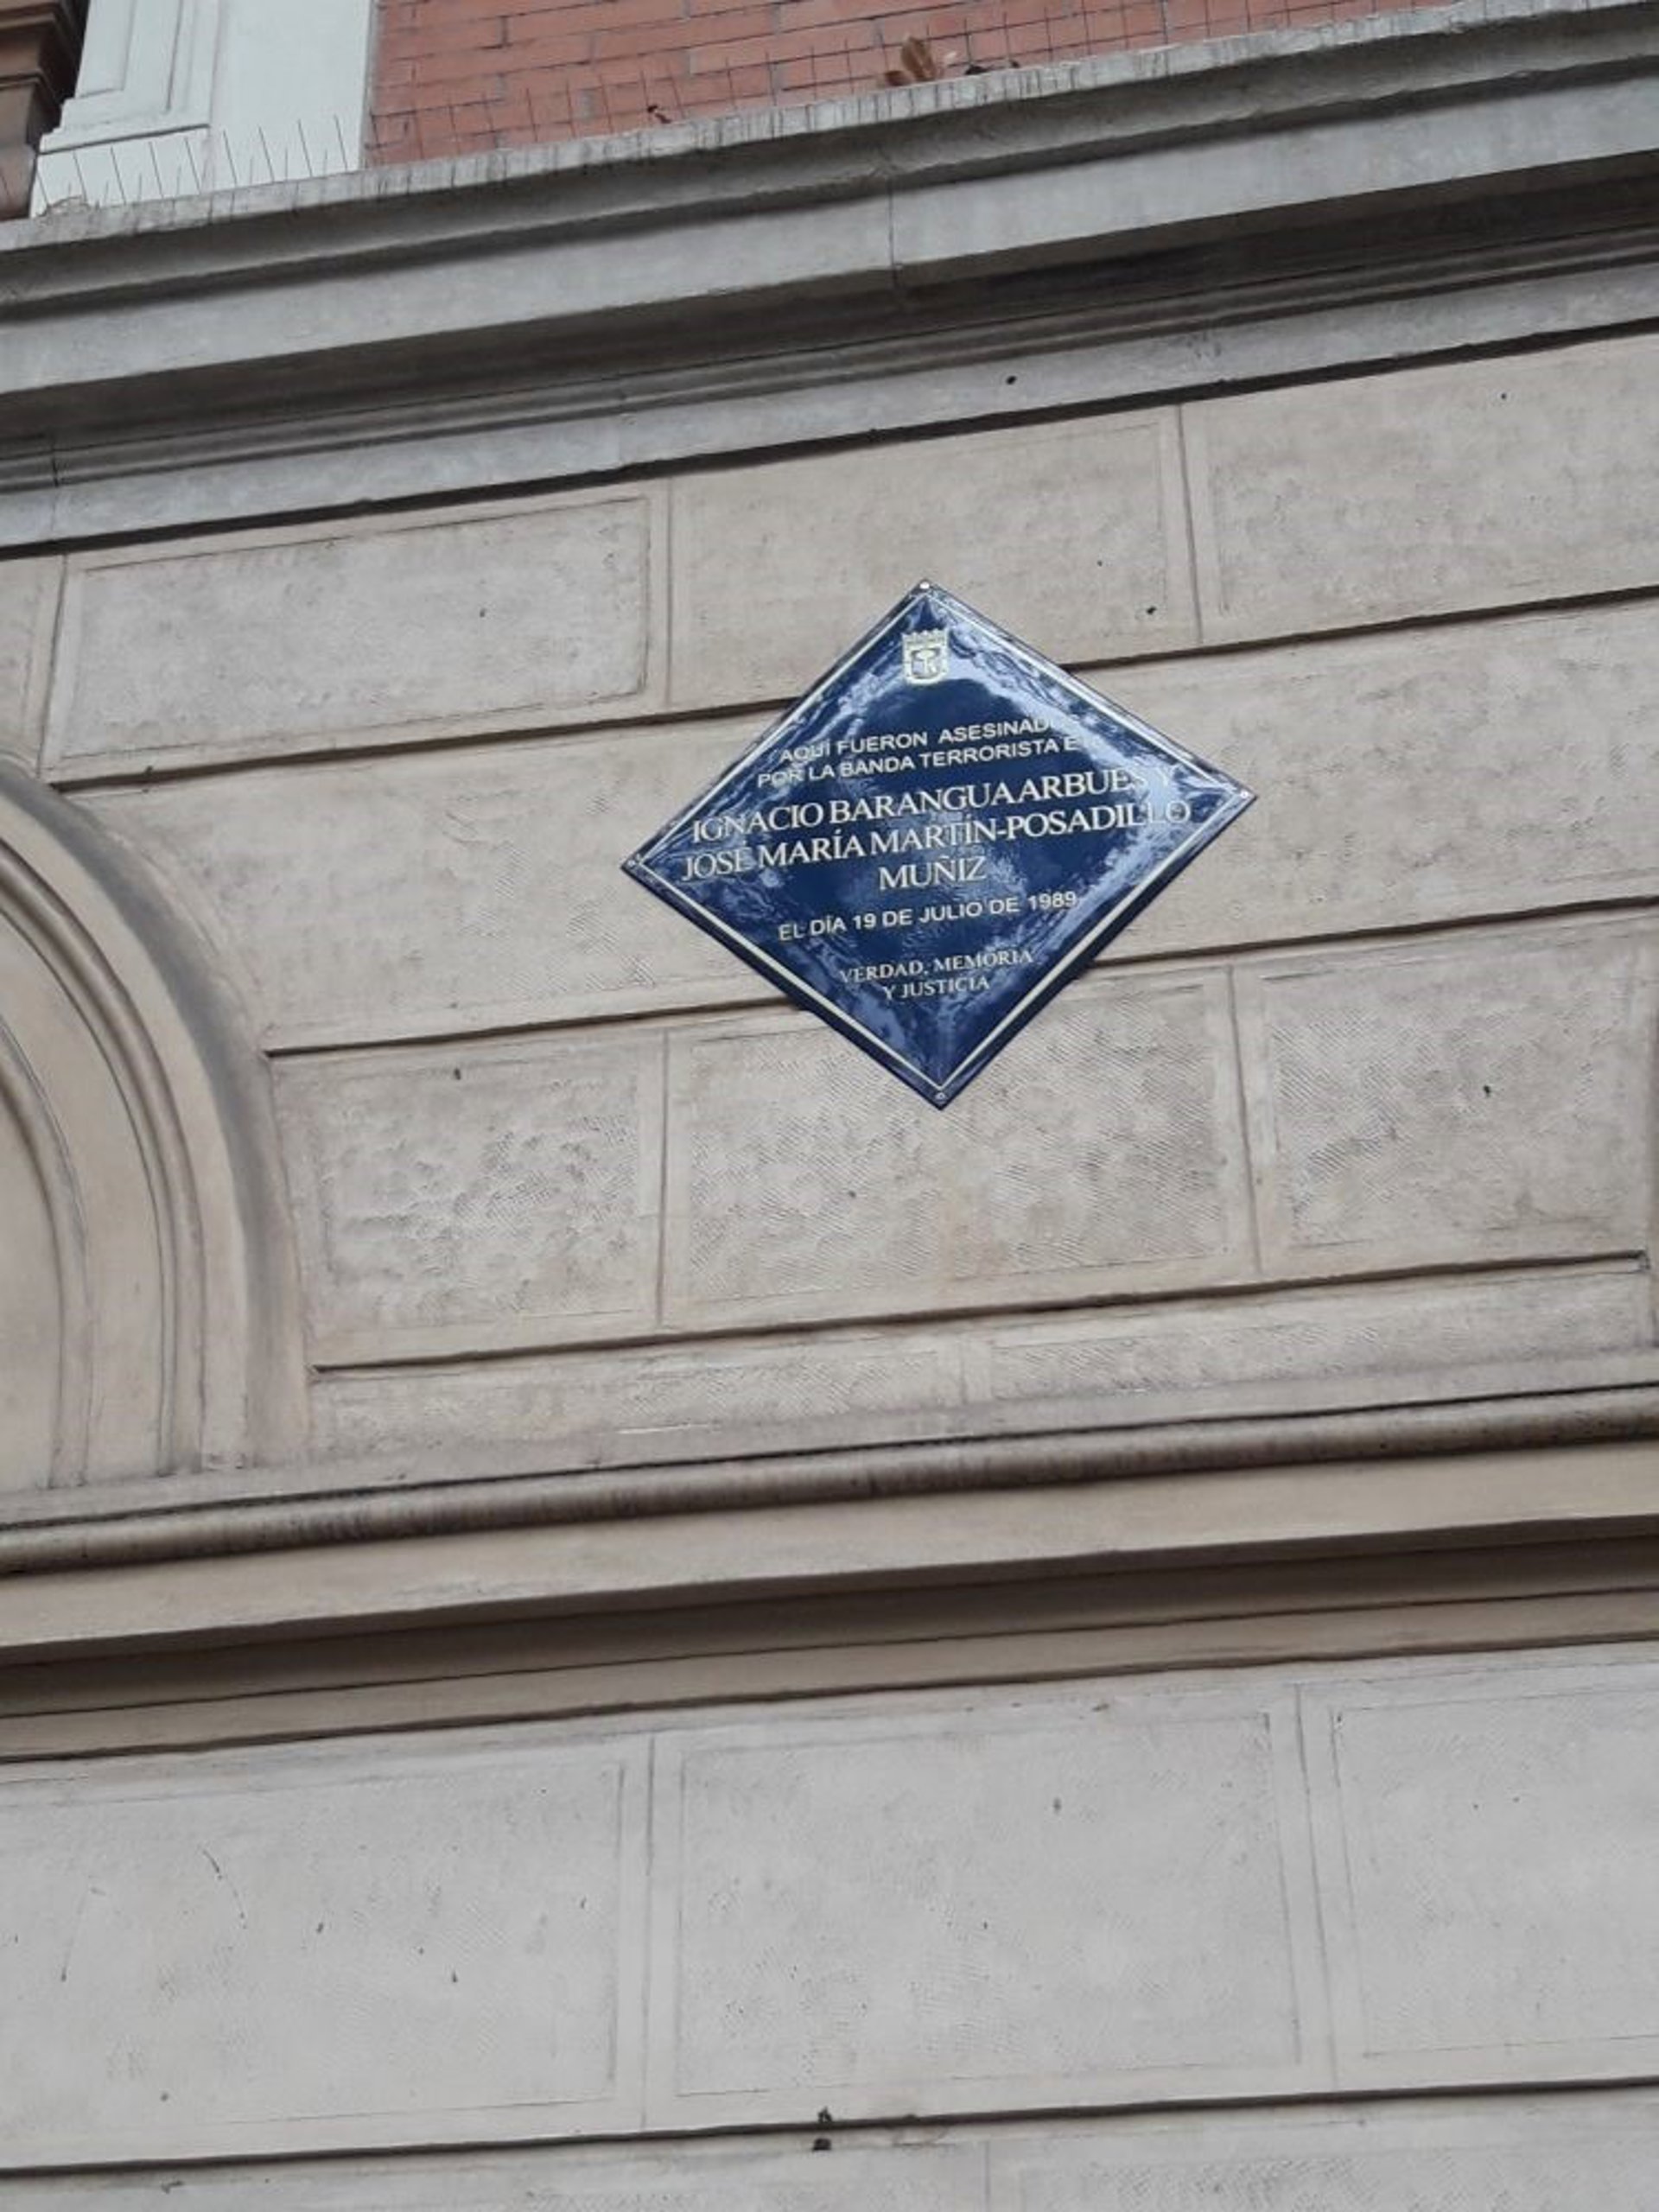 AQUÍ FUERON ASESINADOS
POR LA BANDA TERRORISTA
IGNACIO BARANGUA ARBUES Y
JOSÉ MARÍA MARTÍN-POSADILLO
MUÑIZ
EL DÍA 19 DE JULIO DE 1989
VERDAD, MEMORIA
Y JUSTICIA